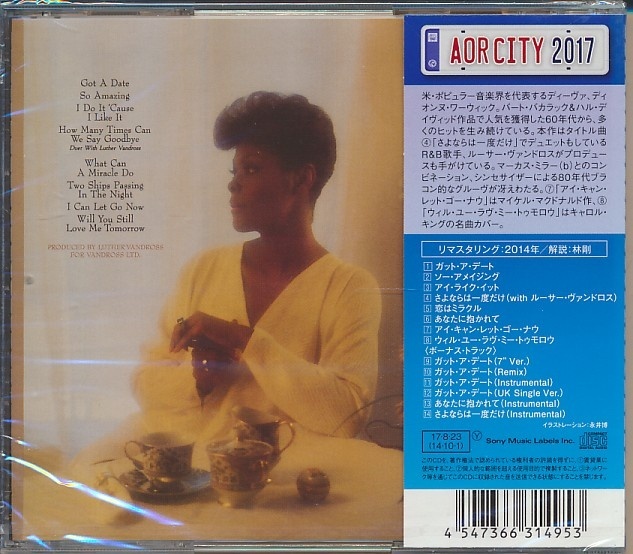 Got A Date
So Amazing
I Do It 'Cause
I Like It
How Many Times Can
We Say Goodbye
Duet With Luther Vandross
What Can
A Miracle Do
Two Ships Passing
In The Night
I Can Let Go Now
Will You Still
Love Me Tomorrow
PRODUCED BY LUTHER VANDROSS
FOR VANDROSS LTD.
AOR CITY 2017
米・ポピュラー音楽界を代表するディーヴァ、ディ
オンヌ・ワーウィック。バート・バカラック&ハル・デ
イヴィッド作品で人気を獲得した60年代から、多
くのヒットを生み続けている。本作はタイトル曲
④「さよならは一度だけ」でデュエットもしている
R&B歌手、ルーサー・ヴァンドロスがプロデュー
スも手がけている。マーカス・ミラー(b)とのコン
ビネーション、シンセサイザーによる80年代ブラ
コン的なグルーヴが冴えわたる。⑦「アイ・キャン・
レット・ゴー・ナウ」はマイケル・マクドナルド作、⑧
「ウィル・ユー・ラヴ・ミー・トゥモロウ」はキャロル・
キングの名曲カバー。
リマスタリング:2014年/解説:林剛
1 ガット・ア・デート
2 ソー・アメイジング
3 アイ・ライク・イット
4 さよならは一度だけ(with ルーサー・ヴァンドロス)
5 恋はミラクル
6 あなたに抱かれて
7 アイ・キャン・レット・ゴー・ナウ
8 ウィル・ユー・ラヴ・ミー・トゥモロウ
〈ボーナス・トラック〉
9 ガット・ア・デート(7" Ver.)
10 ガット・ア・デート(Remix)
11 ガット・ア・デート(Instrumental)
12 ガット・ア・デート(UK Single Ver.)
13 あなたに抱かれて(Instrumental)
14 さよならは一度だけ(Instrumental)
イラストレーション:永井博
17・8・23
(14・10・1)
Y
Sony Music Labels Inc.
COMPACT
disc
DIGITAL AUDIO
4 547366 314953